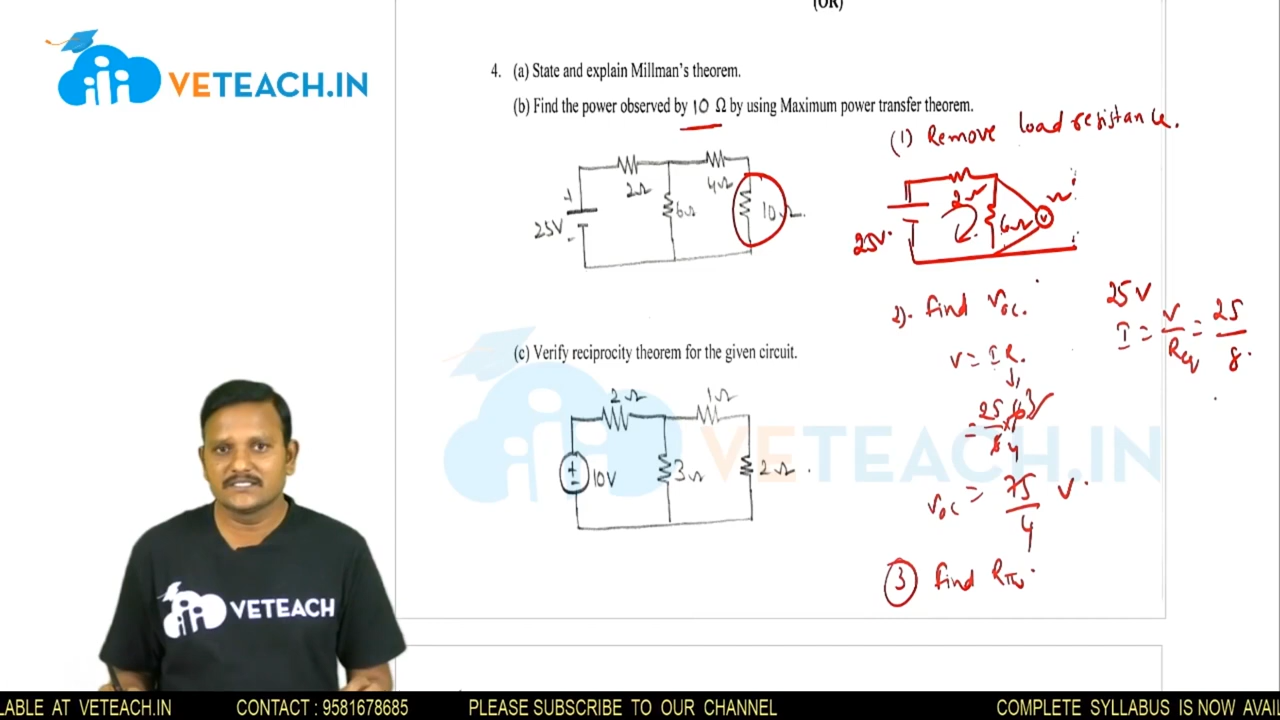 (OR)
VETEACH.IN
4. (a) State and explain Millman's theorem.
(b) Find the power observed by 10 Ω by using Maximum power transfer theorem.
(1) Remove load resistance.
2Ω
4Ω
+
25V
-
6Ω
10Ω
2Ω
6Ω
V
25V.
2). find Voc.
25V
I = V/Req = 25/8.
V = IR.
(c) Verify reciprocity theorem for the given circuit.
2Ω
1Ω
+
-
10V
3Ω
2Ω
VETEACH.IN
Voc = 75/4 V.
③ find RTh.
VETEACH
LABLE AT VETEACH.IN CONTACT : 9581678685 PLEASE SUBSCRIBE TO OUR CHANNEL COMPLETE SYLLABUS IS NOW AVAI